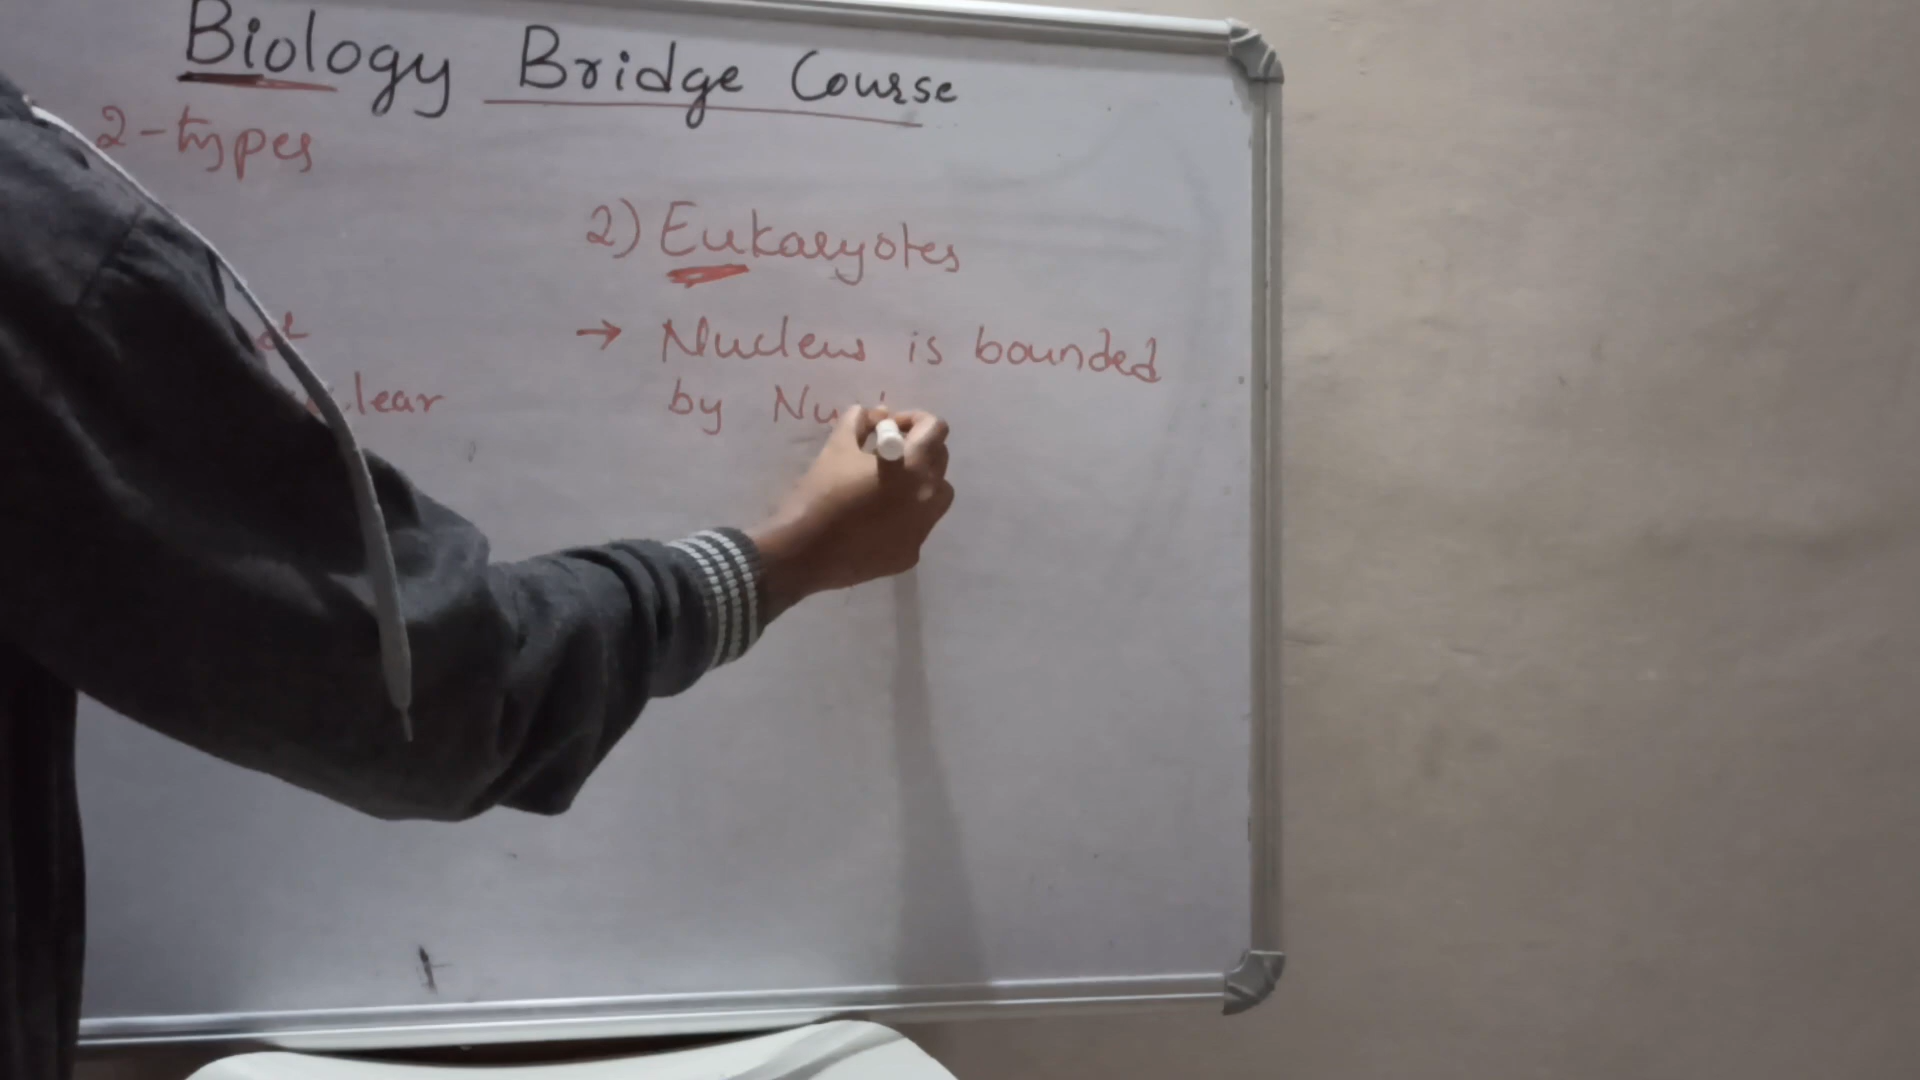 Biology Bridge Course
2-types
2) Eukaryotes
→ Nucleus is bounded
by Nu